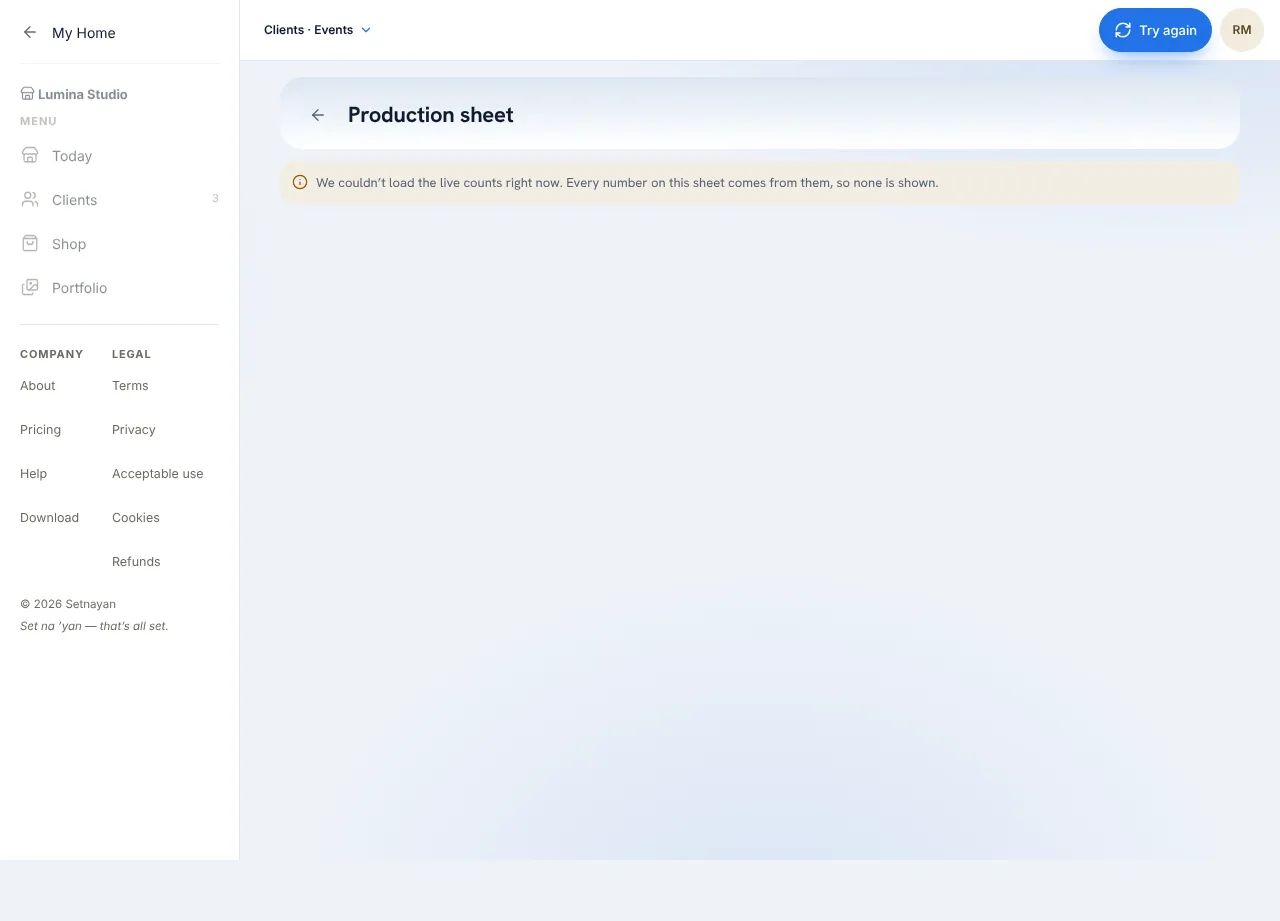 My Home
Lumina Studio
MENU
Today
Clients 3
Shop
Portfolio
COMPANY
About
Pricing
Help
Download
LEGAL
Terms
Privacy
Acceptable use
Cookies
Refunds
© 2026 Setnayan
Set na 'yan — that's all set.
Clients · Events
Try again
RM
Production sheet
We couldn’t load the live counts right now. Every number on this sheet comes from them, so none is shown.